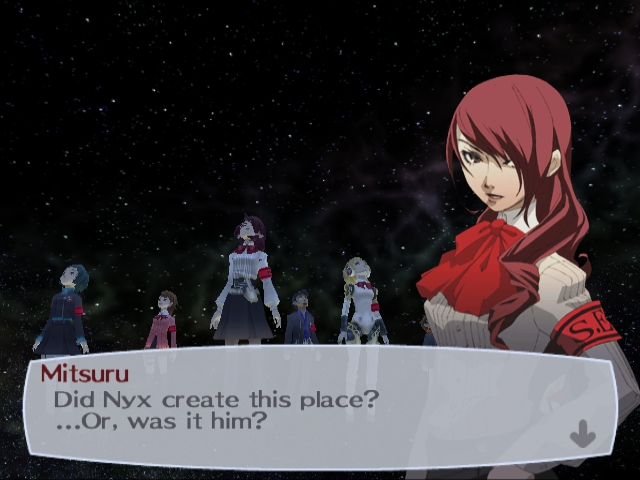 S.E
Mitsuru
Did Nyx create this place?
...Or, was it him?